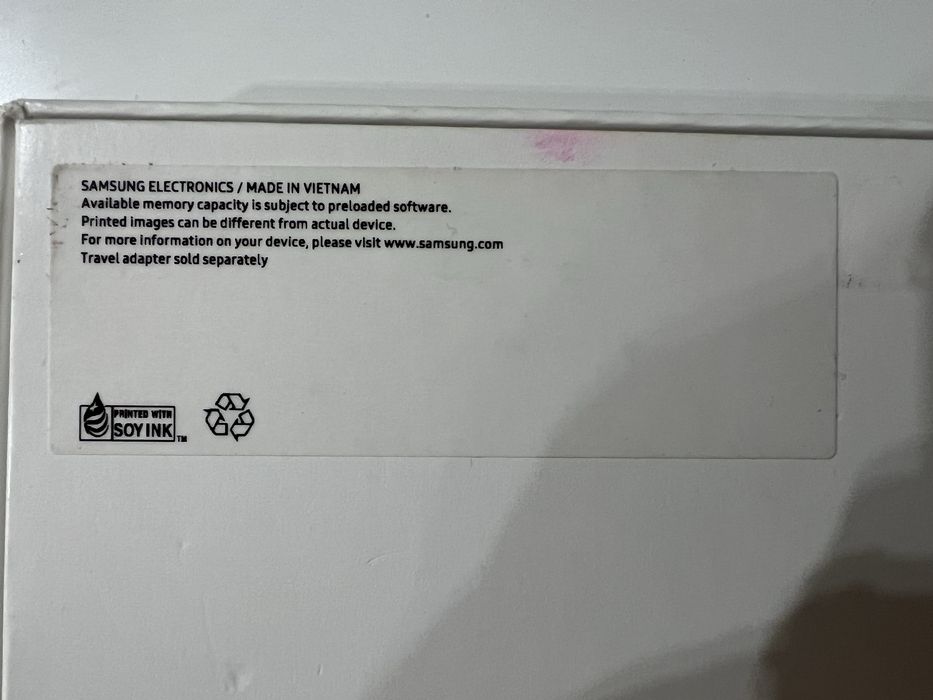 SAMSUNG ELECTRONICS / MADE IN VIETNAM
Available memory capacity is subject to preloaded software.
Printed images can be different from actual device.
For more information on your device, please visit www.samsung.com
Travel adapter sold separately
PRINTED WITH
SOY INK™